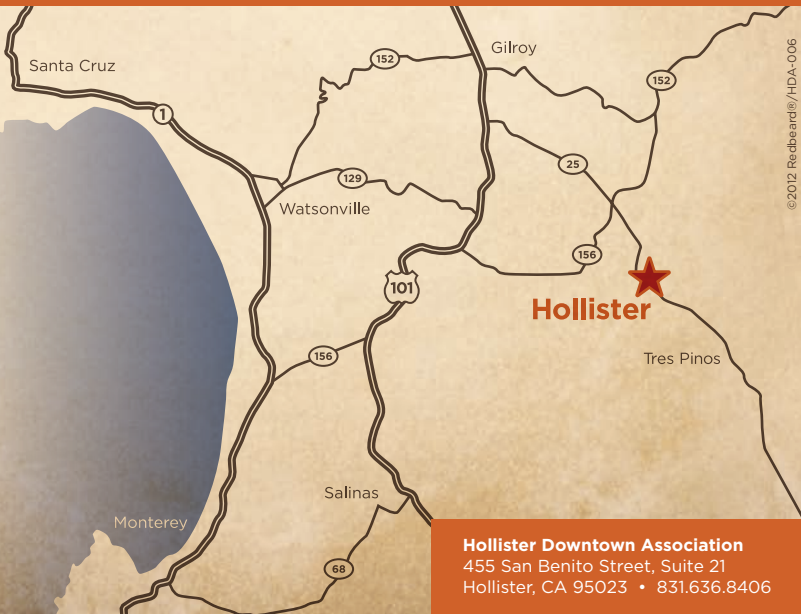 Santa Cruz
152
Gilroy
152
1
25
129
Watsonville
156
101
Hollister
156
Tres Pinos
Salinas
Monterey
68
©2012 Redbeard®/HDA-006
Hollister Downtown Association
455 San Benito Street, Suite 21
Hollister, CA 95023 • 831.636.8406